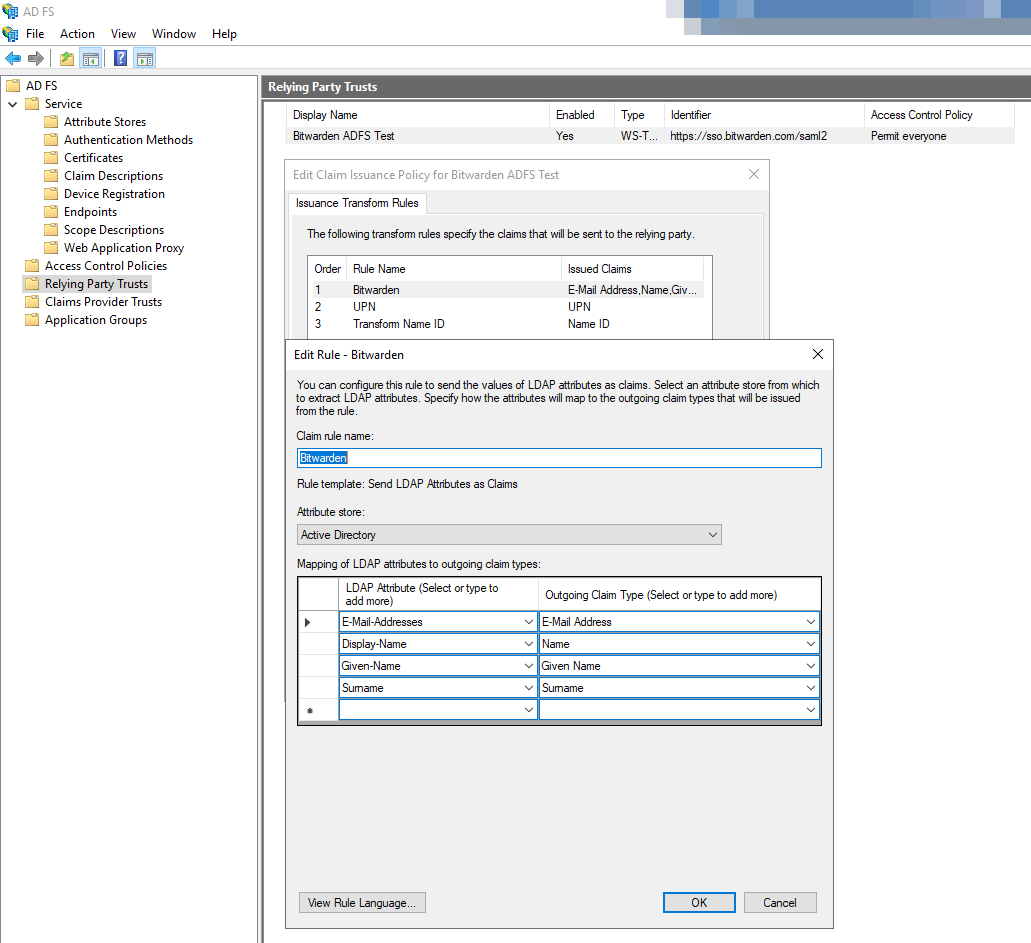 AD FS
File Action View Window Help
AD FS
Service
Attribute Stores
Authentication Methods
Certificates
Claim Descriptions
Device Registration
Endpoints
Scope Descriptions
Web Application Proxy
Access Control Policies
Relying Party Trusts
Claims Provider Trusts
Application Groups
Relying Party Trusts
Display Name Enabled Type Identifier Access Control Policy
Bitwarden ADFS Test Yes WS-T... https://sso.bitwarden.com/saml2 Permit everyone
Edit Claim Issuance Policy for Bitwarden ADFS Test
Issuance Transform Rules
The following transform rules specify the claims that will be sent to the relying party.
Order Rule Name Issued Claims
1 Bitwarden E-Mail Address,Name,Giv...
2 UPN UPN
3 Transform Name ID Name ID
Edit Rule - Bitwarden
You can configure this rule to send the values of LDAP attributes as claims. Select an attribute store from which
to extract LDAP attributes. Specify how the attributes will map to the outgoing claim types that will be issued
from the rule.
Claim rule name:
Bitwarden
Rule template: Send LDAP Attributes as Claims
Attribute store:
Active Directory
Mapping of LDAP attributes to outgoing claim types:
LDAP Attribute (Select or type to
add more)
Outgoing Claim Type (Select or type to add more)
E-Mail-Addresses E-Mail Address
Display-Name Name
Given-Name Given Name
Surname Surname
View Rule Language... OK Cancel